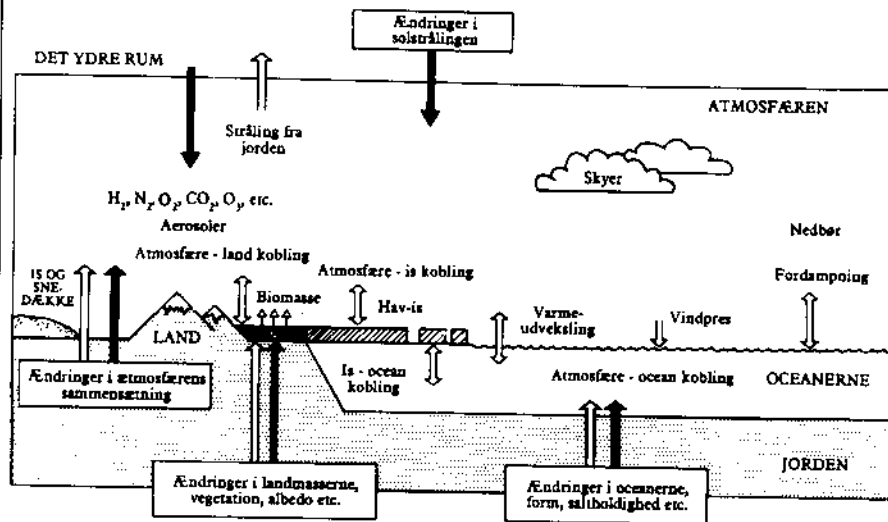 Ændringer i
solstrålingen
DET YDRE RUM
ATMOSFÆREN
Stråling fra
jorden
Skyer
H₂, N₂, O₂, CO₂, O₃, etc.
Aerosoler
Nedbør
Atmosfære - land kobling
Atmosfære - is kobling
Fordampning
IS OG
SNE-
DÆKKE
Biomasse
Hav-is
Varme-
udveksling
Vindpres
LAND
Is - ocean
kobling
Atmosfære - ocean kobling
OCEANERNE
Ændringer i ætmosfærens
sammensætning
JORDEN
Ændringer i landmasserne,
vegetation, albedo etc.
Ændringer i oceanerne,
form, saltholdighed etc.